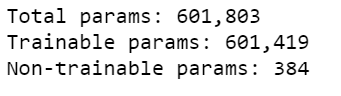 Total params: 601,803
Trainable params: 601,419
Non-trainable params: 384